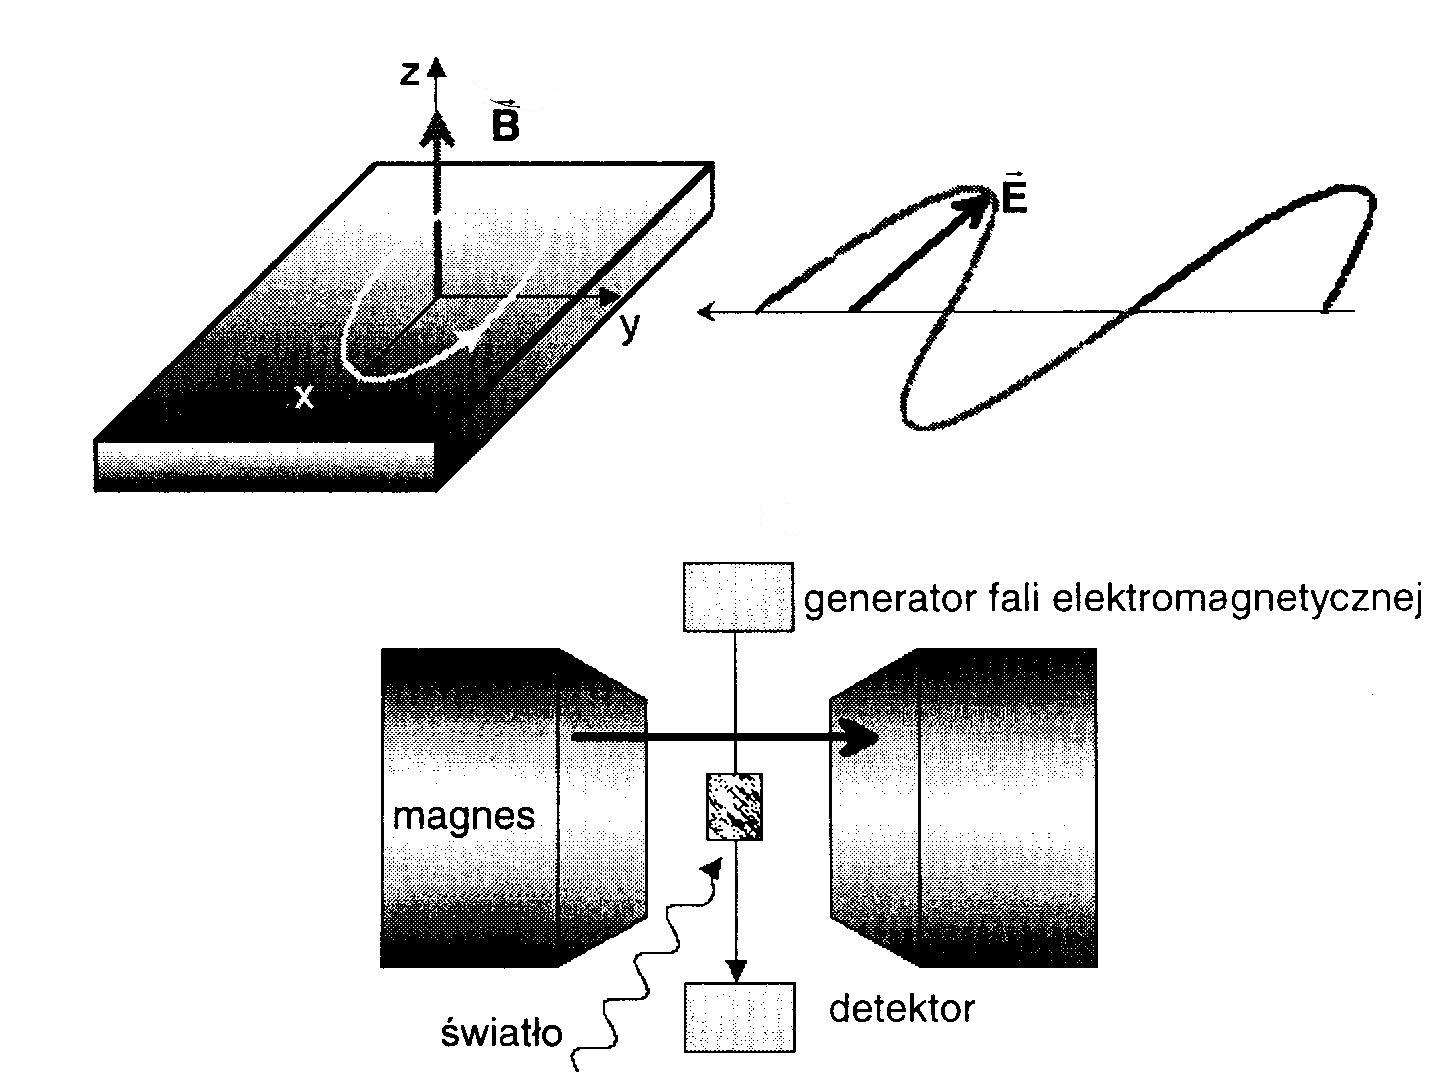 z
B
E
y
x
generator fali elektromagnetycznej
magnes
światło
detektor